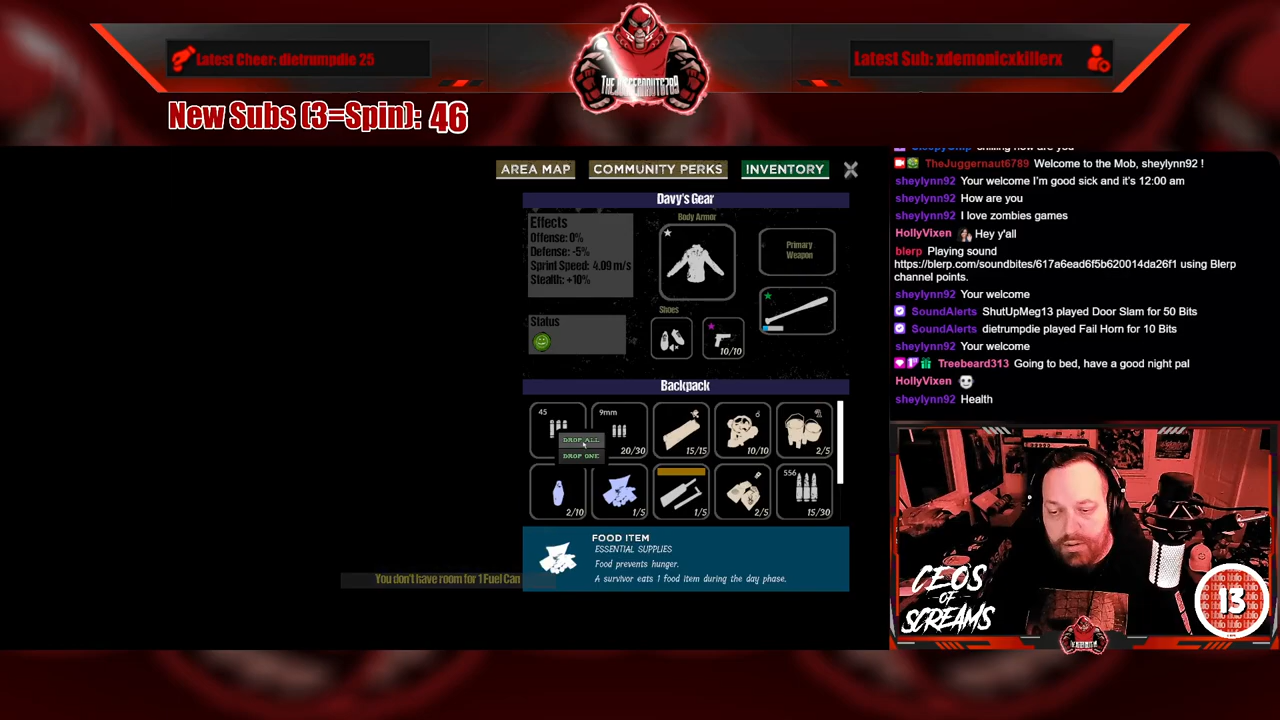 Latest Cheer: dietrumpdie 25
THEJUGGERNAUT6789
Latest Sub: xdemonicxkillerx
New Subs (3=Spin): 46
AREA MAP
COMMUNITY PERKS
INVENTORY
Davy's Gear
Effects
Offense: 0%
Defense: -5%
Sprint Speed: 4.09 m/s
Stealth: +10%
Body Armor
Primary
Weapon
Status
Shoes
10/10
Backpack
45
9mm
20/30
15/15
10/10
2/5
DROP ALL
DROP ONE
2/10
1/5
1/5
2/5
556
15/30
FOOD ITEM
ESSENTIAL SUPPLIES
Food prevents hunger.
A survivor eats 1 food item during the day phase.
You don't have room for 1 Fuel Can
TheJuggernaut6789 Welcome to the Mob, sheylynn92 !
sheylynn92 Your welcome I'm good sick and it's 12:00 am
sheylynn92 How are you
sheylynn92 I love zombies games
HollyVixen Hey y'all
blerp Playing sound
https://blerp.com/soundbites/617a6ead6f5b620014da26f1 using Blerp
channel points.
sheylynn92 Your welcome
SoundAlerts ShutUpMeg13 played Door Slam for 50 Bits
SoundAlerts dietrumpdie played Fail Horn for 10 Bits
sheylynn92 Your welcome
Treebeard313 Going to bed, have a good night pal
HollyVixen
sheylynn92 Health
CEOS
OF
SCREAMS
13